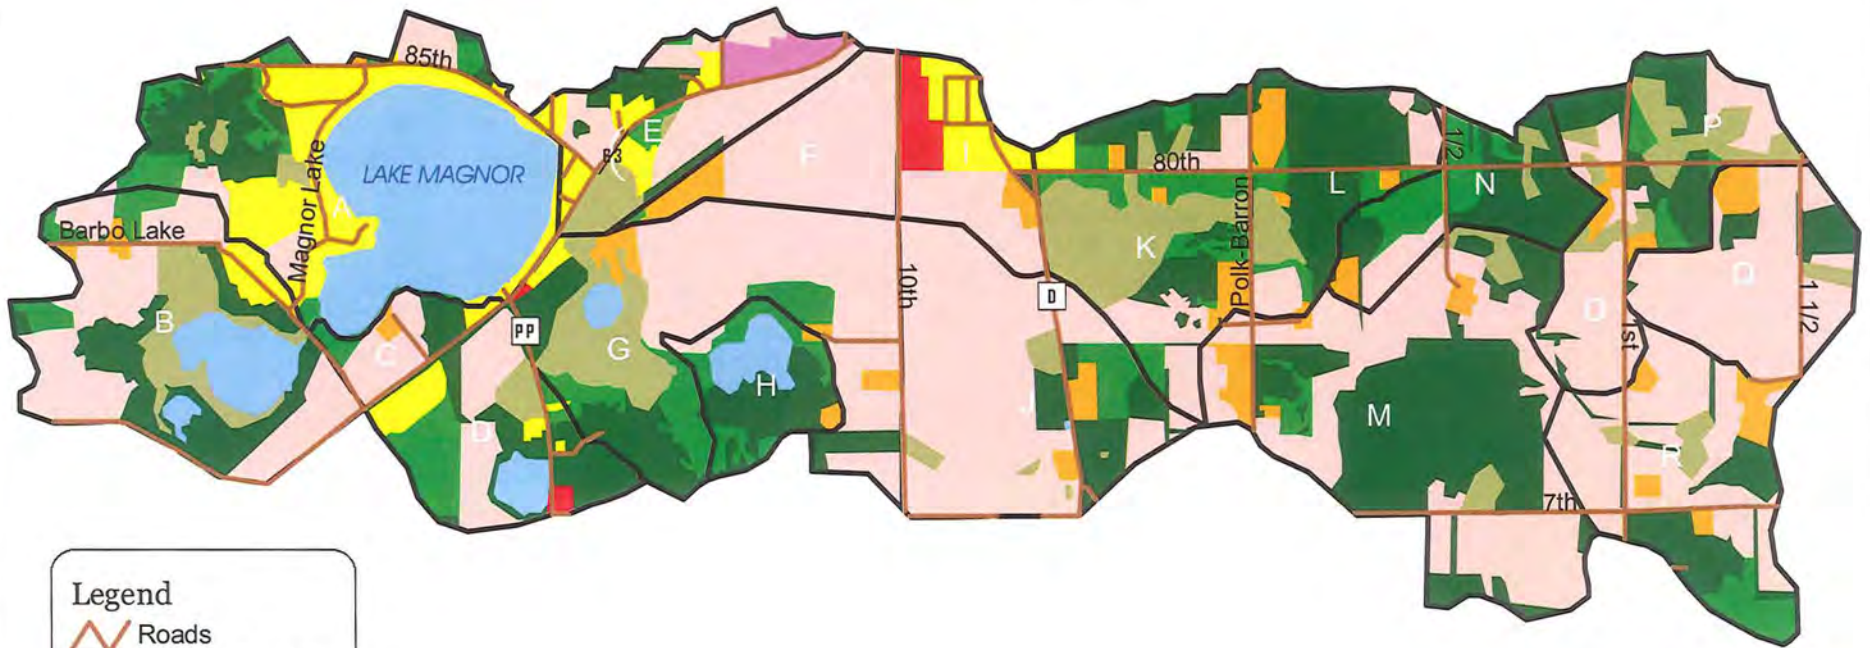 85th
LAKE MAGNOR
Magnor Lake
Barbo Lake
A
B
C
D
E
63
F
G
H
I
J
K
L
M
N
O
P
Q
R
PP
D
10th
80th
Polk-Barron
1/2
1st
1 1/2
7th
Legend
Roads